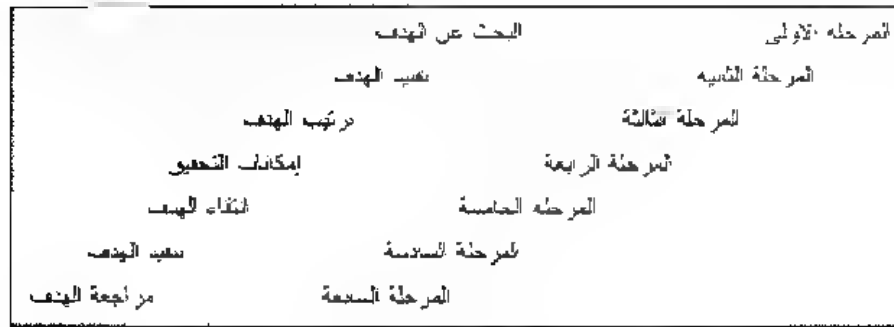 المرحلة الأولى البحث عن الهدف
المرحلة الثانية الهدف
المرحلة الثالثة ترتيب الهدف
المرحلة الرابعة إمكانات التحقيق
المرحلة الخامسة انتقاء الهدف
المرحلة السادسة تنفيذ الهدف
المرحلة السابعة مراجعة الهدف